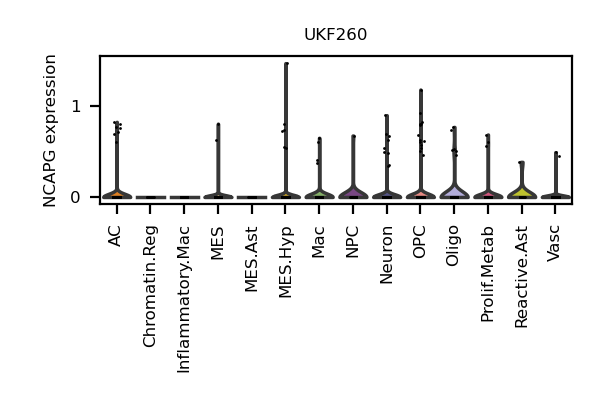 UKF260
NCAPG expression
1
0
AC
Chromatin.Reg
Inflammatory.Mac
MES
MES.Ast
MES.Hyp
Mac
NPC
Neuron
OPC
Oligo
Prolif.Metab
Reactive.Ast
Vasc